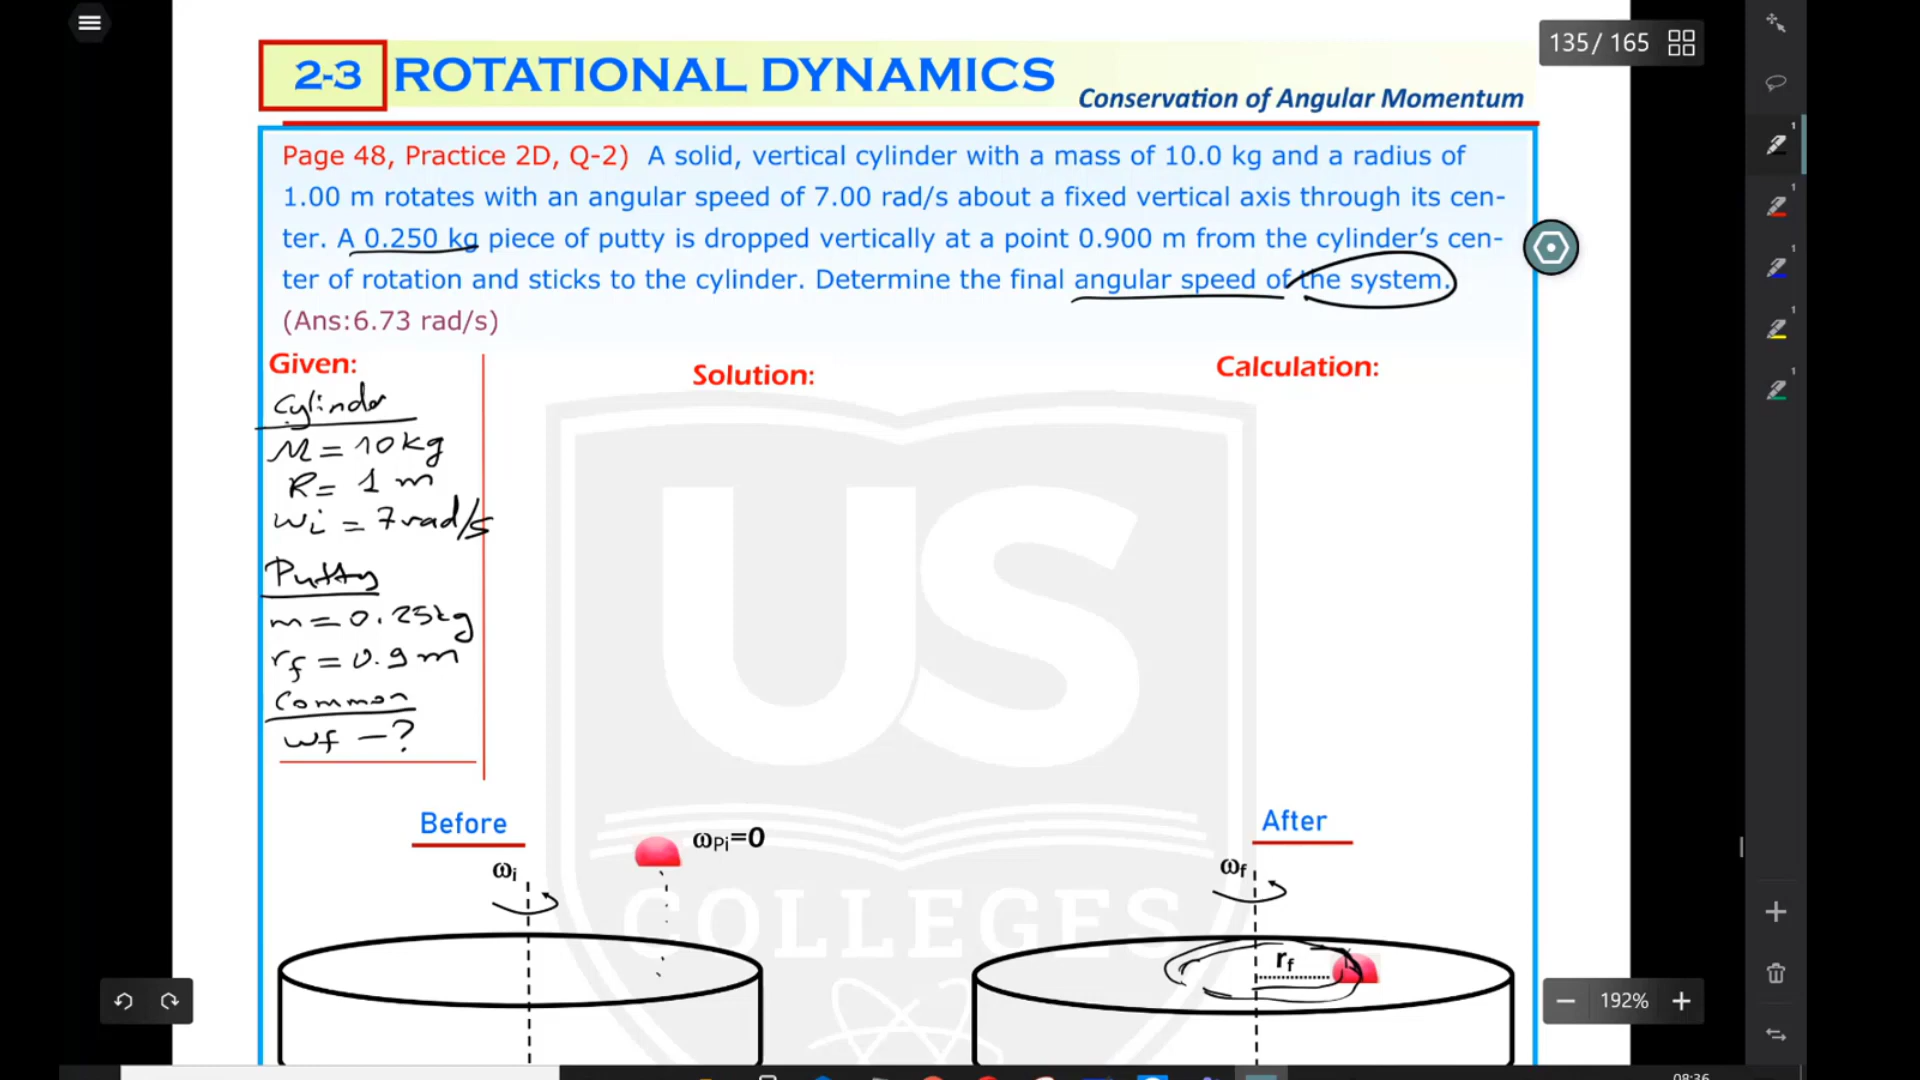 135/ 165
2-3 ROTATIONAL DYNAMICS
Conservation of Angular Momentum
Page 48, Practice 2D, Q-2) A solid, vertical cylinder with a mass of 10.0 kg and a radius of
1.00 m rotates with an angular speed of 7.00 rad/s about a fixed vertical axis through its cen-
ter. A 0.250 kg piece of putty is dropped vertically at a point 0.900 m from the cylinder's cen-
ter of rotation and sticks to the cylinder. Determine the final angular speed of the system.
(Ans:6.73 rad/s)
Given:
Solution:
Calculation:
Cylinder
M = 10 kg
R = 1 m
wi = 7 rad/s
Putty
m = 0.25 kg
rf = 0.9 m
Common
wf - ?
US
COLLEGES
Before
After
ωPi=0
ωi
ωf
rf
192%
08:36